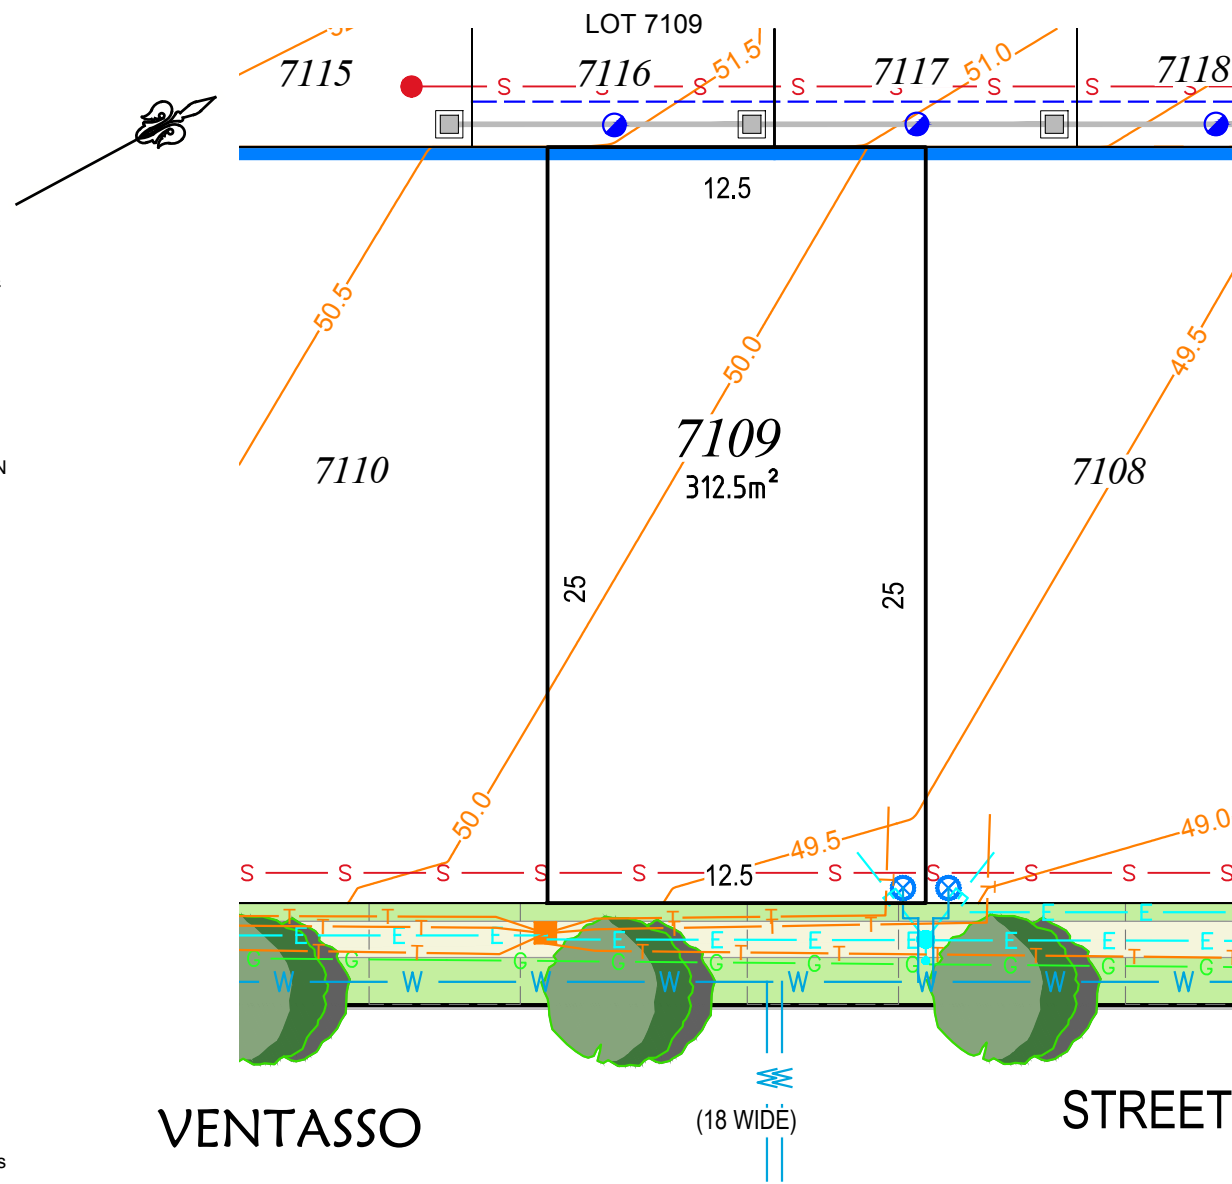 LOT 7109
7115
7116
7117
7118
51.5
51.0
S S S S S S S
12.5
50.5
50.0
49.5
7109
312.5m²
7110
7108
N
25
25
50.0
49.5
49.0
S S S S S S S S S S
12.5
T T T T T T
E E E E E E E E
T T T T T T T
G G G G G G G G G
W W W W W W W W
VENTASSO
(18 WIDE)
STREET
s